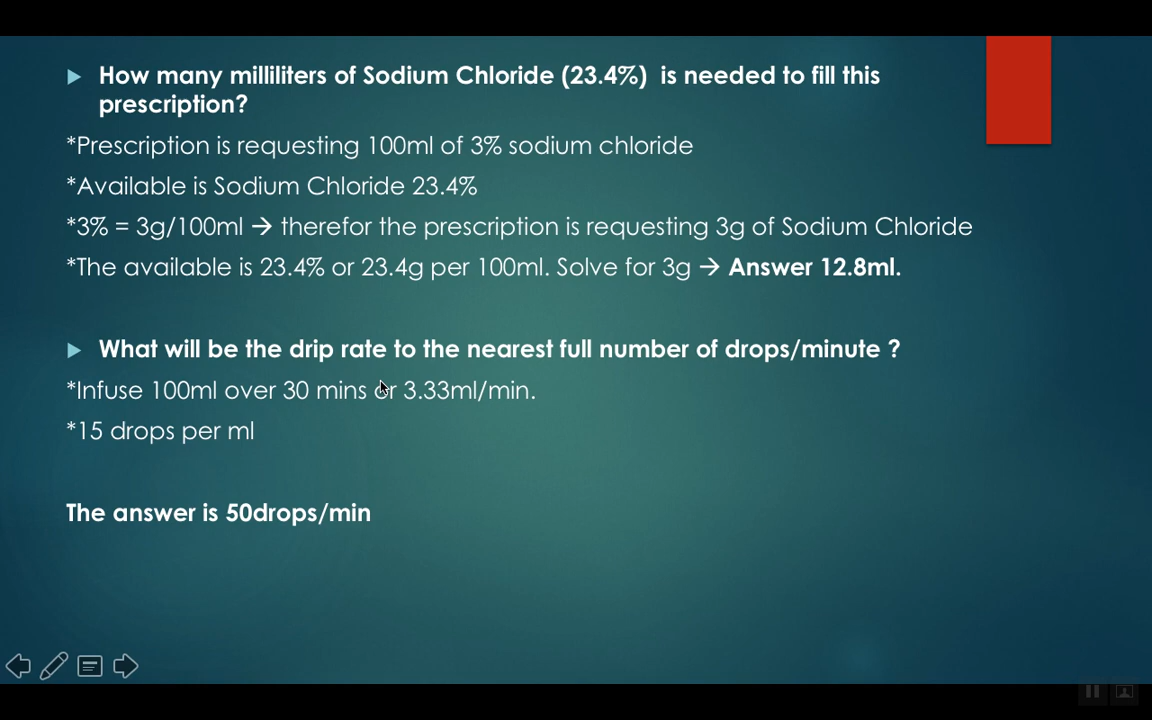 How many milliliters of Sodium Chloride (23.4%)  is needed to fill this
prescription?
*Prescription is requesting 100ml of 3% sodium chloride
*Available is Sodium Chloride 23.4%
*3% = 3g/100ml → therefor the prescription is requesting 3g of Sodium Chloride
*The available is 23.4% or 23.4g per 100ml. Solve for 3g → Answer 12.8ml.
What will be the drip rate to the nearest full number of drops/minute ?
*Infuse 100ml over 30 mins or 3.33ml/min.
*15 drops per ml
The answer is 50drops/min